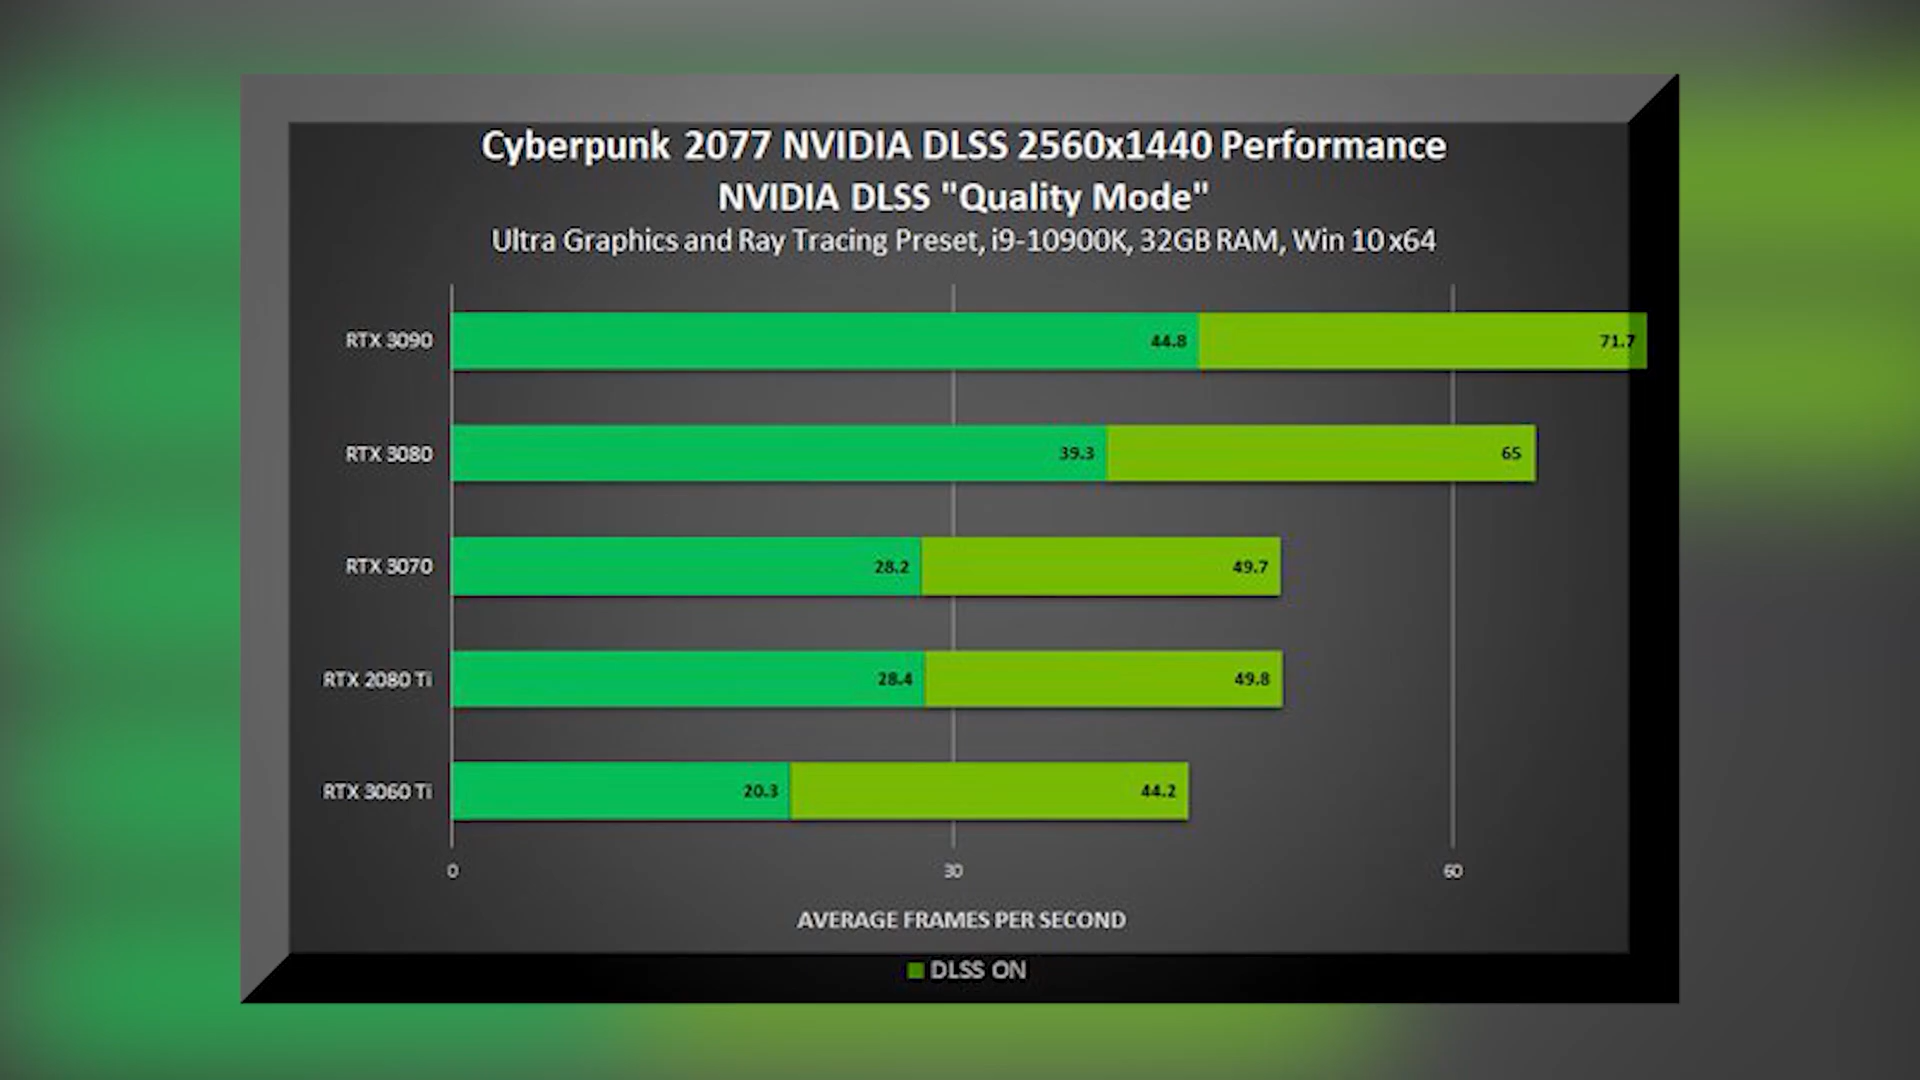 Cyberpunk 2077 NVIDIA DLSS 2560x1440 Performance
NVIDIA DLSS "Quality Mode"
Ultra Graphics and Ray Tracing Preset, i9-10900K, 32GB RAM, Win 10 x64
RTX 3090 44.8 71.7
RTX 3080 39.3 65
RTX 3070 28.2 49.7
RTX 2080 Ti 28.4 49.8
RTX 3060 Ti 20.3 44.2
0 30 60
AVERAGE FRAMES PER SECOND
DLSS ON